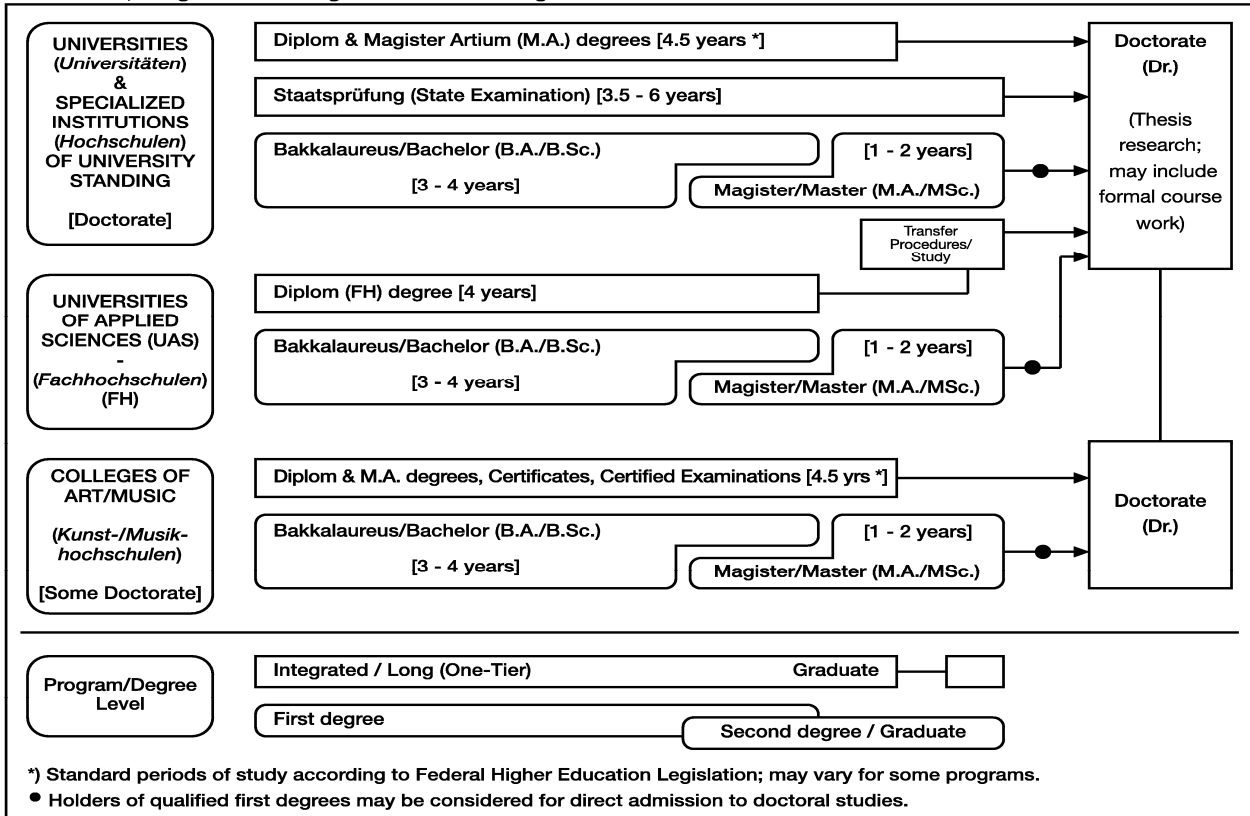 UNIVERSITIES
(Universitäten)
&
SPECIALIZED
INSTITUTIONS
(Hochschulen)
OF UNIVERSITY
STANDING
[Doctorate]
Diplom & Magister Artium (M.A.) degrees [4.5 years *]
Staatsprüfung (State Examination) [3.5 - 6 years]
Bakkalaureus/Bachelor (B.A./B.Sc.)
[3 - 4 years]
[1 - 2 years]
Magister/Master (M.A./MSc.)
Transfer
Procedures/
Study
Doctorate
(Dr.)
(Thesis
research;
may include
formal course
work)
UNIVERSITIES
OF APPLIED
SCIENCES (UAS)
-
(Fachhochschulen)
(FH)
Diplom (FH) degree [4 years]
Bakkalaureus/Bachelor (B.A./B.Sc.)
[3 - 4 years]
[1 - 2 years]
Magister/Master (M.A./MSc.)
COLLEGES OF
ART/MUSIC
(Kunst-/Musik-
hochschulen)
[Some Doctorate]
Diplom & M.A. degrees, Certificates, Certified Examinations [4.5 yrs *]
Bakkalaureus/Bachelor (B.A./B.Sc.)
[3 - 4 years]
[1 - 2 years]
Magister/Master (M.A./MSc.)
Doctorate
(Dr.)
Program/Degree
Level
Integrated / Long (One-Tier)
Graduate
First degree
Second degree / Graduate
*) Standard periods of study according to Federal Higher Education Legislation; may vary for some programs.
● Holders of qualified first degrees may be considered for direct admission to doctoral studies.